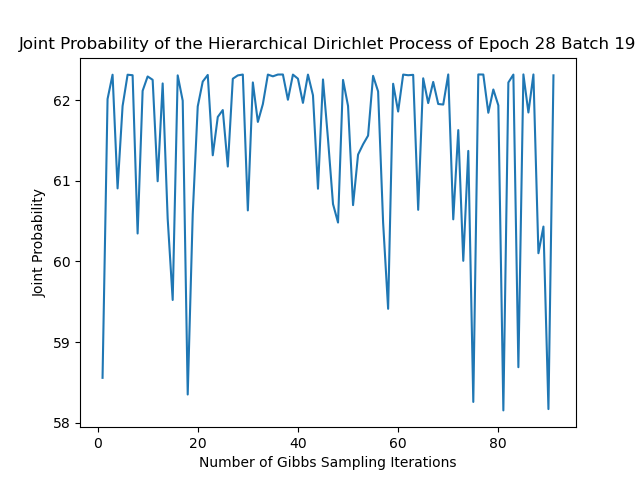 Joint Probability of the Hierarchical Dirichlet Process of Epoch 28 Batch 19
62
61
60
59
58
Joint Probability
0 20 40 60 80
Number of Gibbs Sampling Iterations